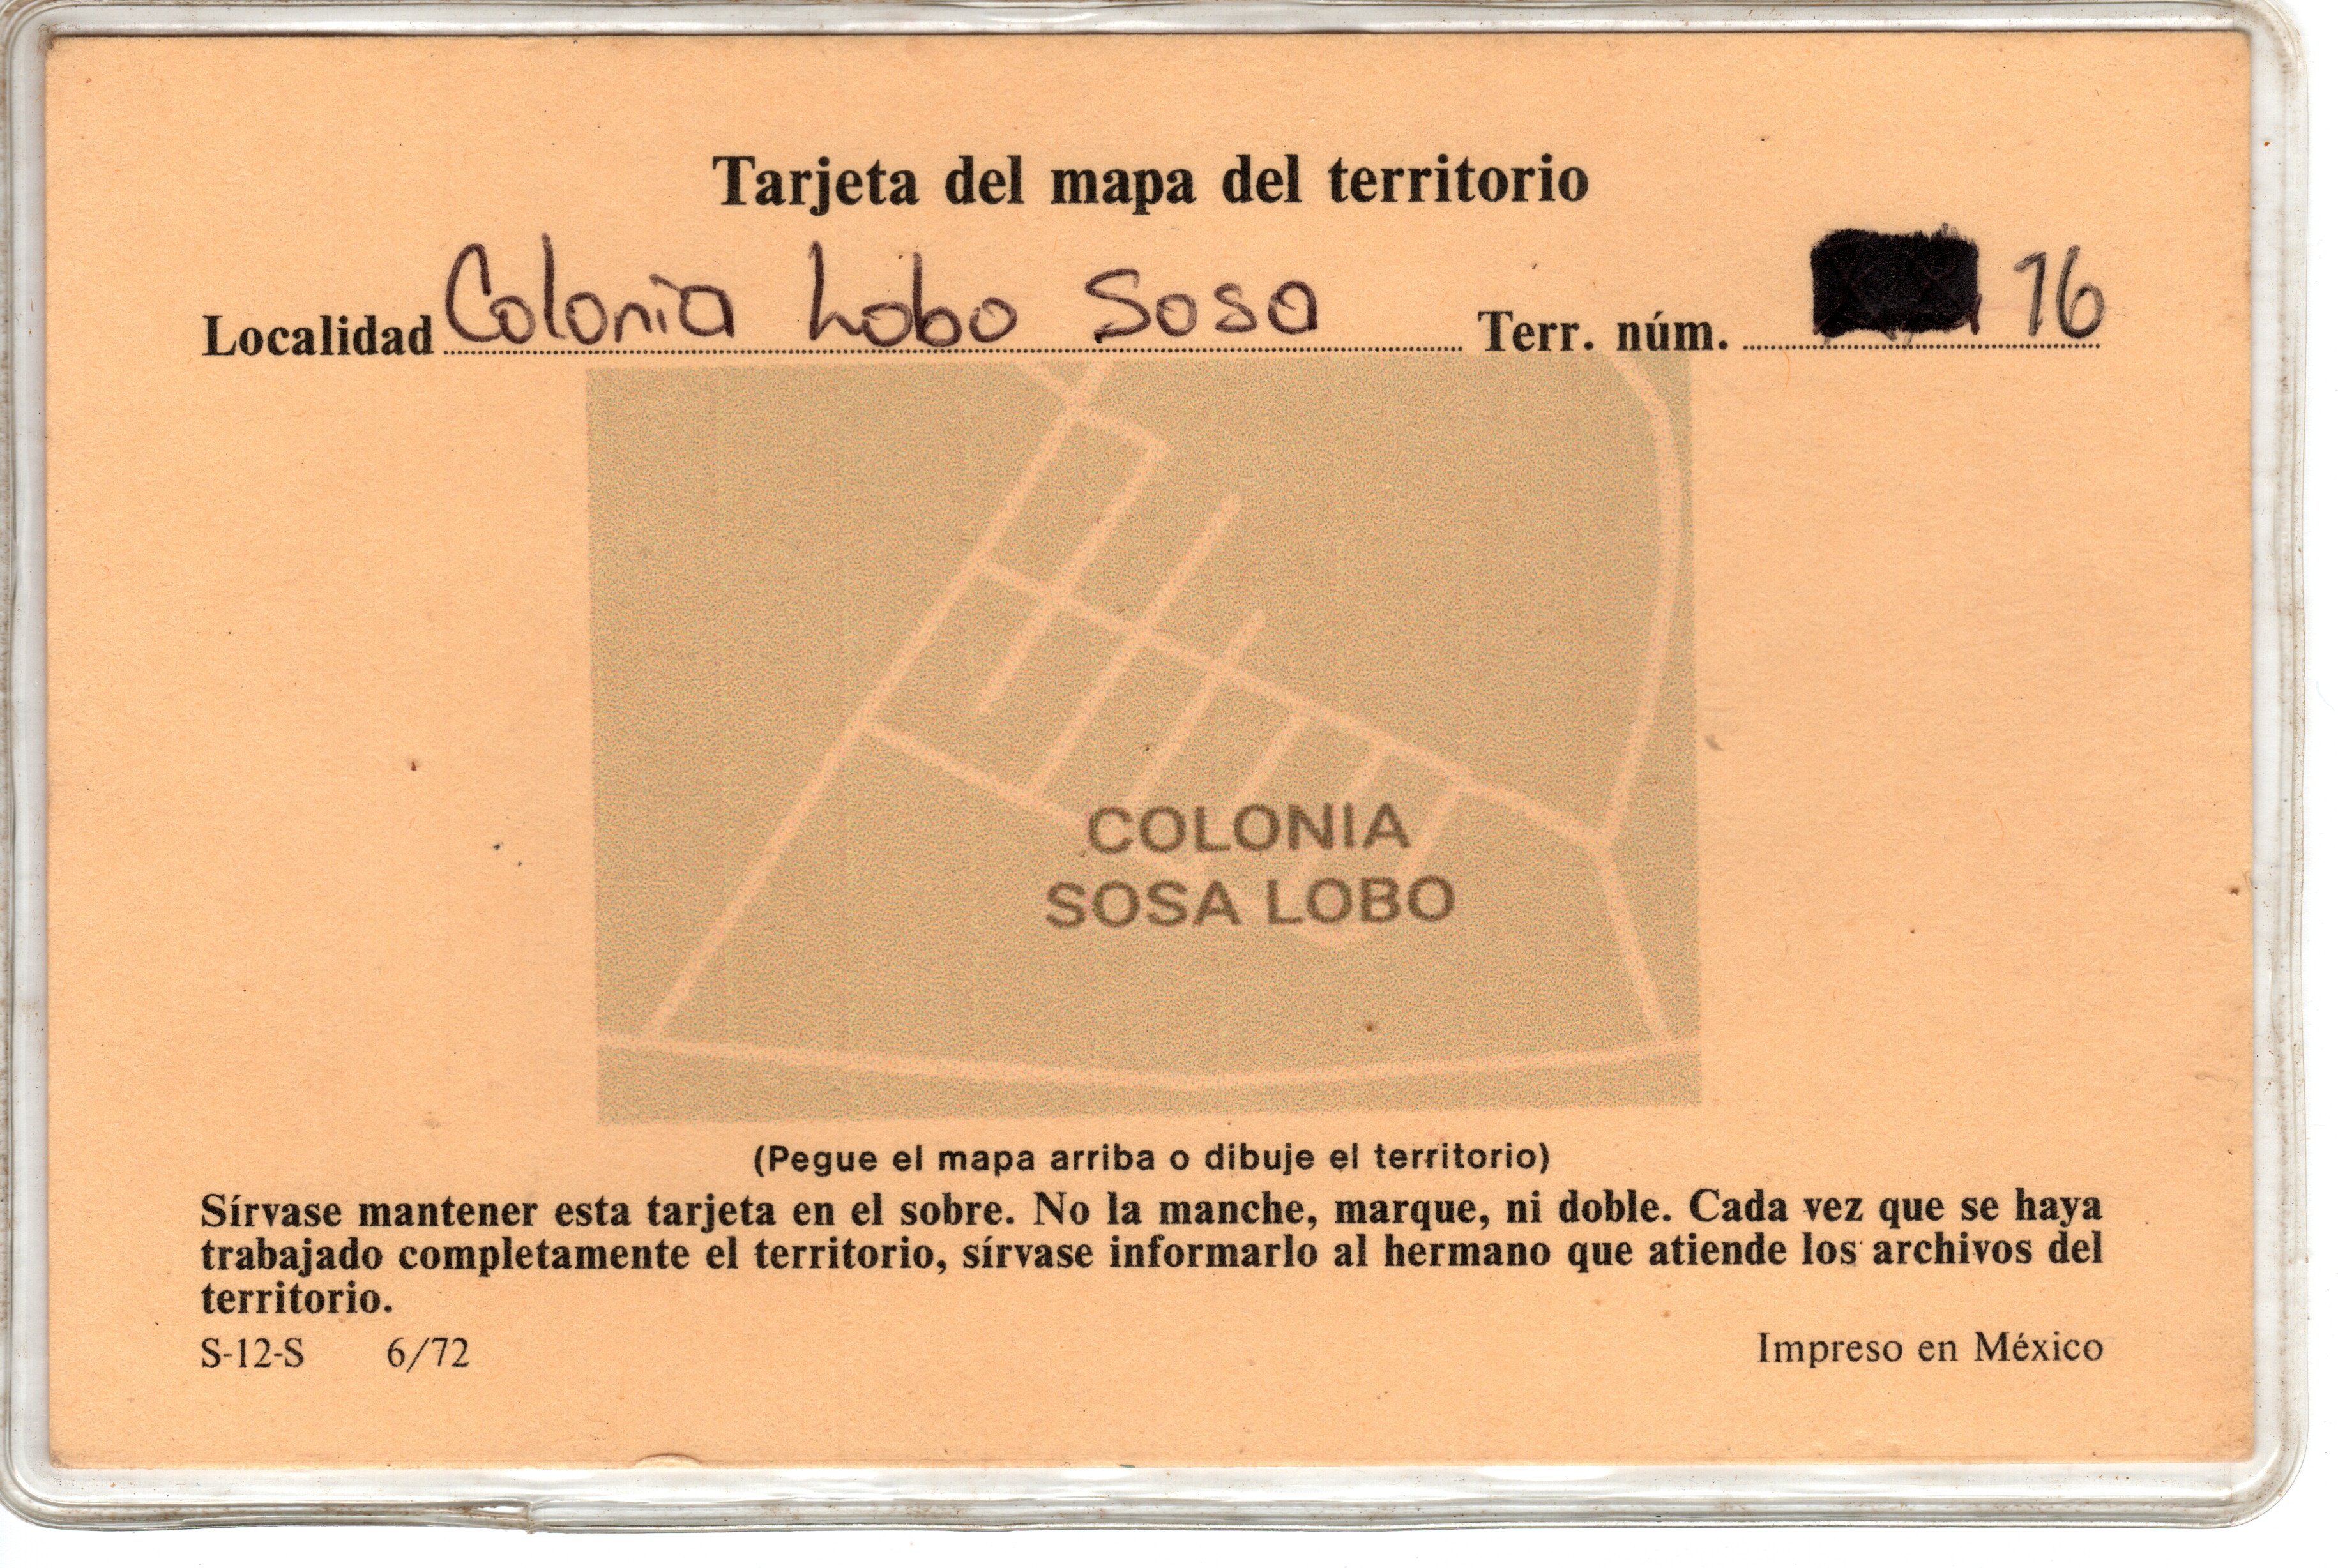 Tarjeta del mapa del territorio
Localidad Colonia Lobo Sosa Terr. núm. 16
COLONIA
SOSA LOBO
(Pegue el mapa arriba o dibuje el territorio)
Sírvase mantener esta tarjeta en el sobre. No la manche, marque, ni doble. Cada vez que se haya
trabajado completamente el territorio, sírvase informarlo al hermano que atiende los archivos del
territorio.
S-12-S 6/72 Impreso en México